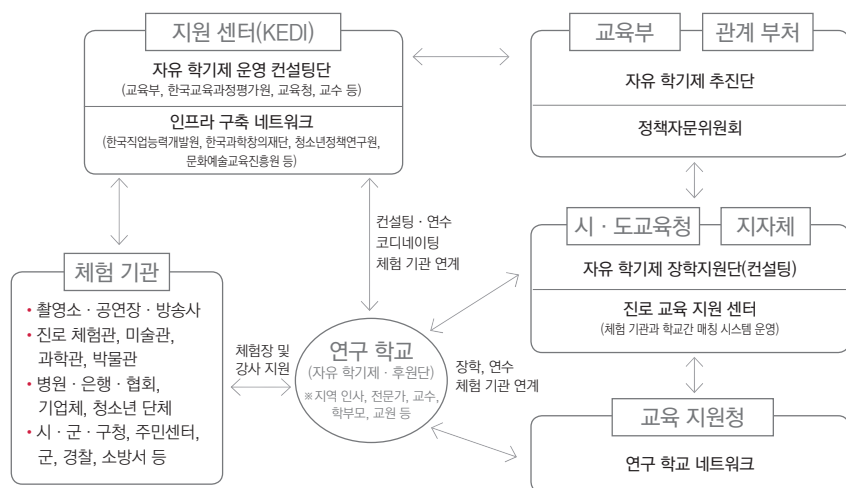 지원 센터(KEDI)
자유 학기제 운영 컨설팅단
(교육부, 한국교육과정평가원, 교육청, 교수 등)
인프라 구축 네트워크
(한국직업능력개발원, 한국과학창의재단, 청소년정책연구원,
문화예술교육진흥원 등)
교육부
관계 부처
자유 학기제 추진단
정책자문위원회
컨설팅 · 연수
코디네이팅
체험 기관 연계
시 · 도교육청
지자체
자유 학기제 장학지원단(컨설팅)
진로 교육 지원 센터
(체험 기관과 학교간 매칭 시스템 운영)
체험 기관
• 촬영소 · 공연장 · 방송사
• 진로 체험관, 미술관,
과학관, 박물관
• 병원 · 은행 · 협회,
기업체, 청소년 단체
• 시 · 군 · 구청, 주민센터,
군, 경찰, 소방서 등
체험장 및
강사 지원
연구 학교
(자유 학기제 · 후원단)
※ 지역 인사, 전문가, 교수,
학부모, 교원 등
장학, 연수
체험 기관 연계
교육 지원청
연구 학교 네트워크